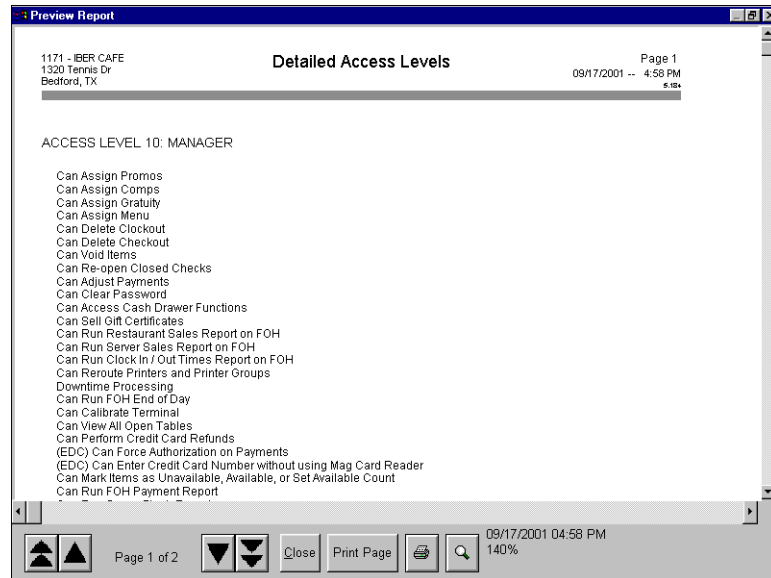 Preview Report
1171 - IBER CAFE
1320 Tennis Dr
Bedford, TX
Detailed Access Levels
Page 1
09/17/2001 -- 4:58 PM
5.184
ACCESS LEVEL 10: MANAGER
Can Assign Promos
Can Assign Comps
Can Assign Gratuity
Can Assign Menu
Can Delete Clockout
Can Delete Checkout
Can Void Items
Can Re-open Closed Checks
Can Adjust Payments
Can Clear Password
Can Access Cash Drawer Functions
Can Sell Gift Certificates
Can Run Restaurant Sales Report on FOH
Can Run Server Sales Report on FOH
Can Run Clock In / Out Times Report on FOH
Can Reroute Printers and Printer Groups
Downtime Processing
Can Run FOH End of Day
Can Calibrate Terminal
Can View All Open Tables
Can Perform Credit Card Refunds
(EDC) Can Force Authorization on Payments
(EDC) Can Enter Credit Card Number without using Mag Card Reader
Can Mark Items as Unavailable, Available, or Set Available Count
Can Run FOH Payment Report
Page 1 of 2
Close
Print Page
09/17/2001 04:58 PM
140%